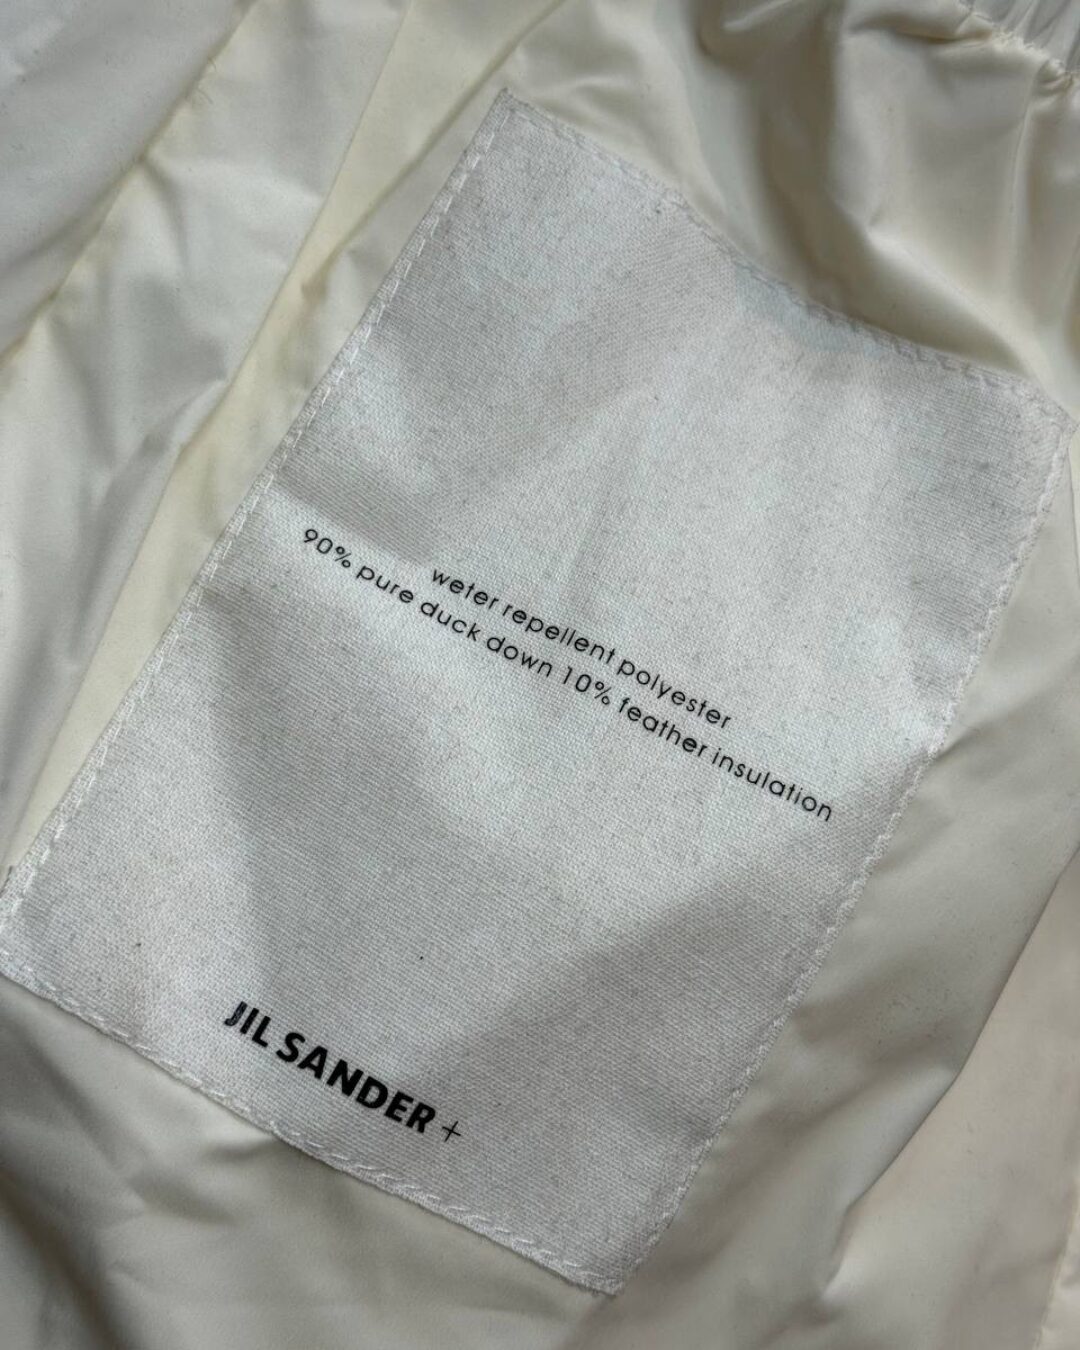 weter repellent polyester
90% pure duck down 10% feather insulation
JIL SANDER +